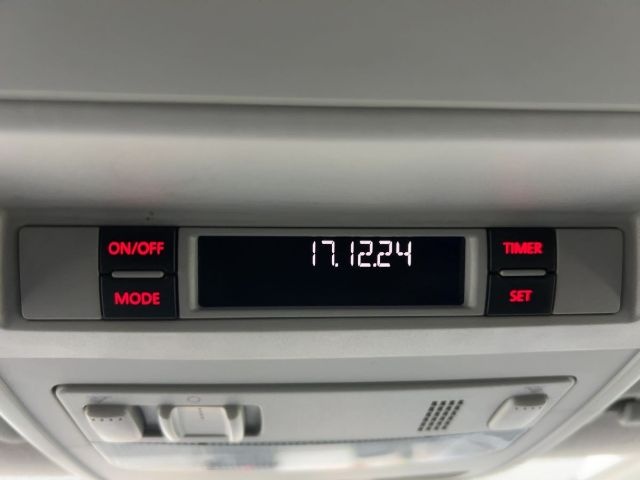 ON/OFF
17.12.24
TIMER
MODE
SET